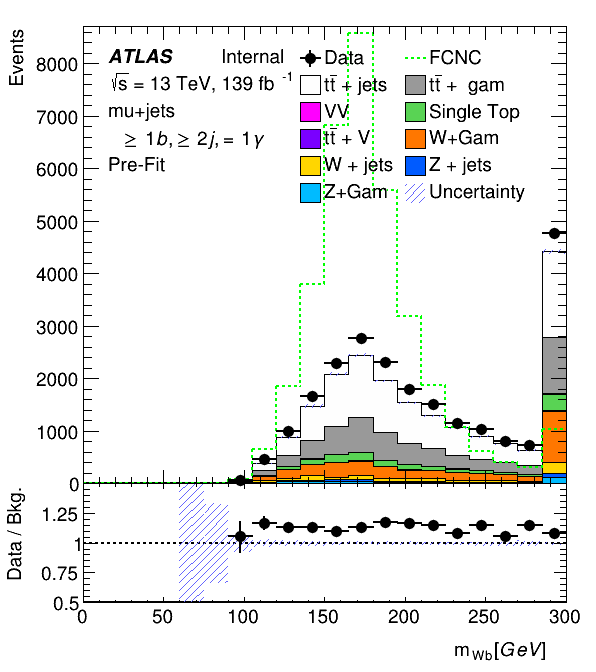 ATLAS Internal
√s = 13 TeV, 139 fb⁻¹
mu+jets
≥ 1b, ≥ 2j, = 1γ
Pre-Fit
Data
FCNC
tt̄ + jets
tt̄ + gam
VV
Single Top
tt̄ + V
W+Gam
W + jets
Z + jets
Z+Gam
Uncertainty
Events
8000
7000
6000
5000
4000
3000
2000
1000
0
Data / Bkg.
1.25
1
0.75
0.5
0 50 100 150 200 250 300
m_Wb[GeV]